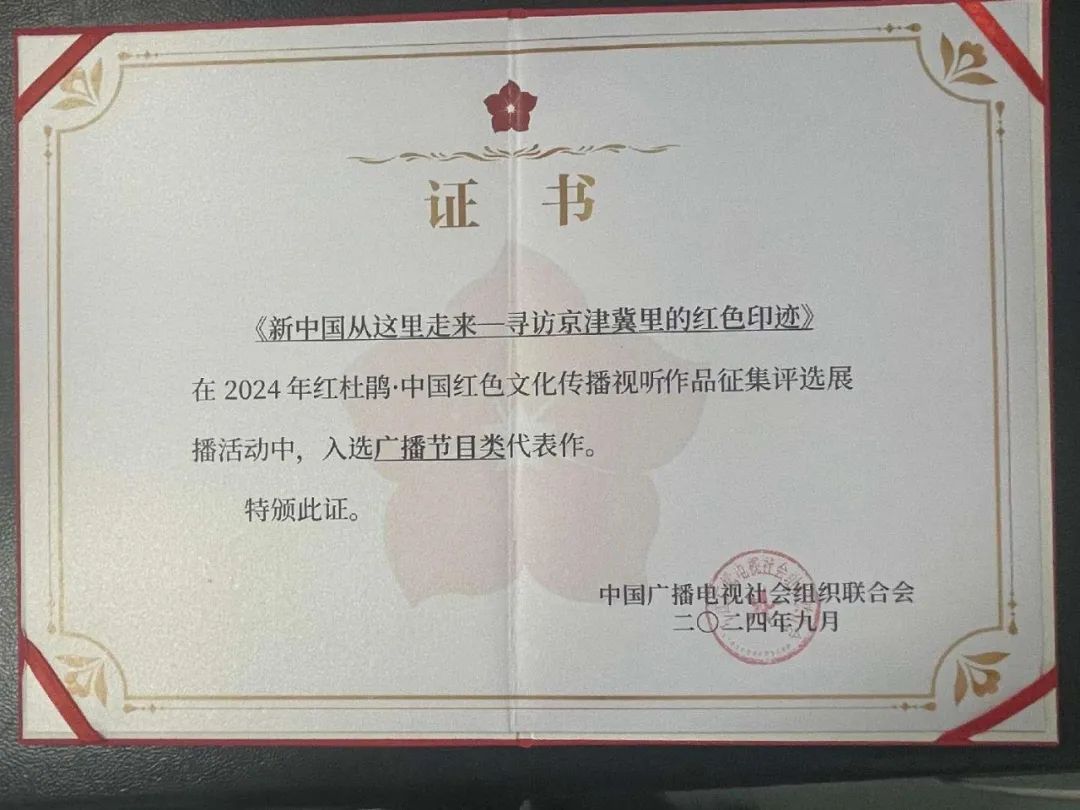 证 书
《新中国从这里走来—寻访京津冀里的红色印迹》
在 2024 年红杜鹃·中国红色文化传播视听作品征集评选展
播活动中，入选广播节目类代表作。
特颁此证。
中国广播电视社会组织联合会
二〇二四年九月